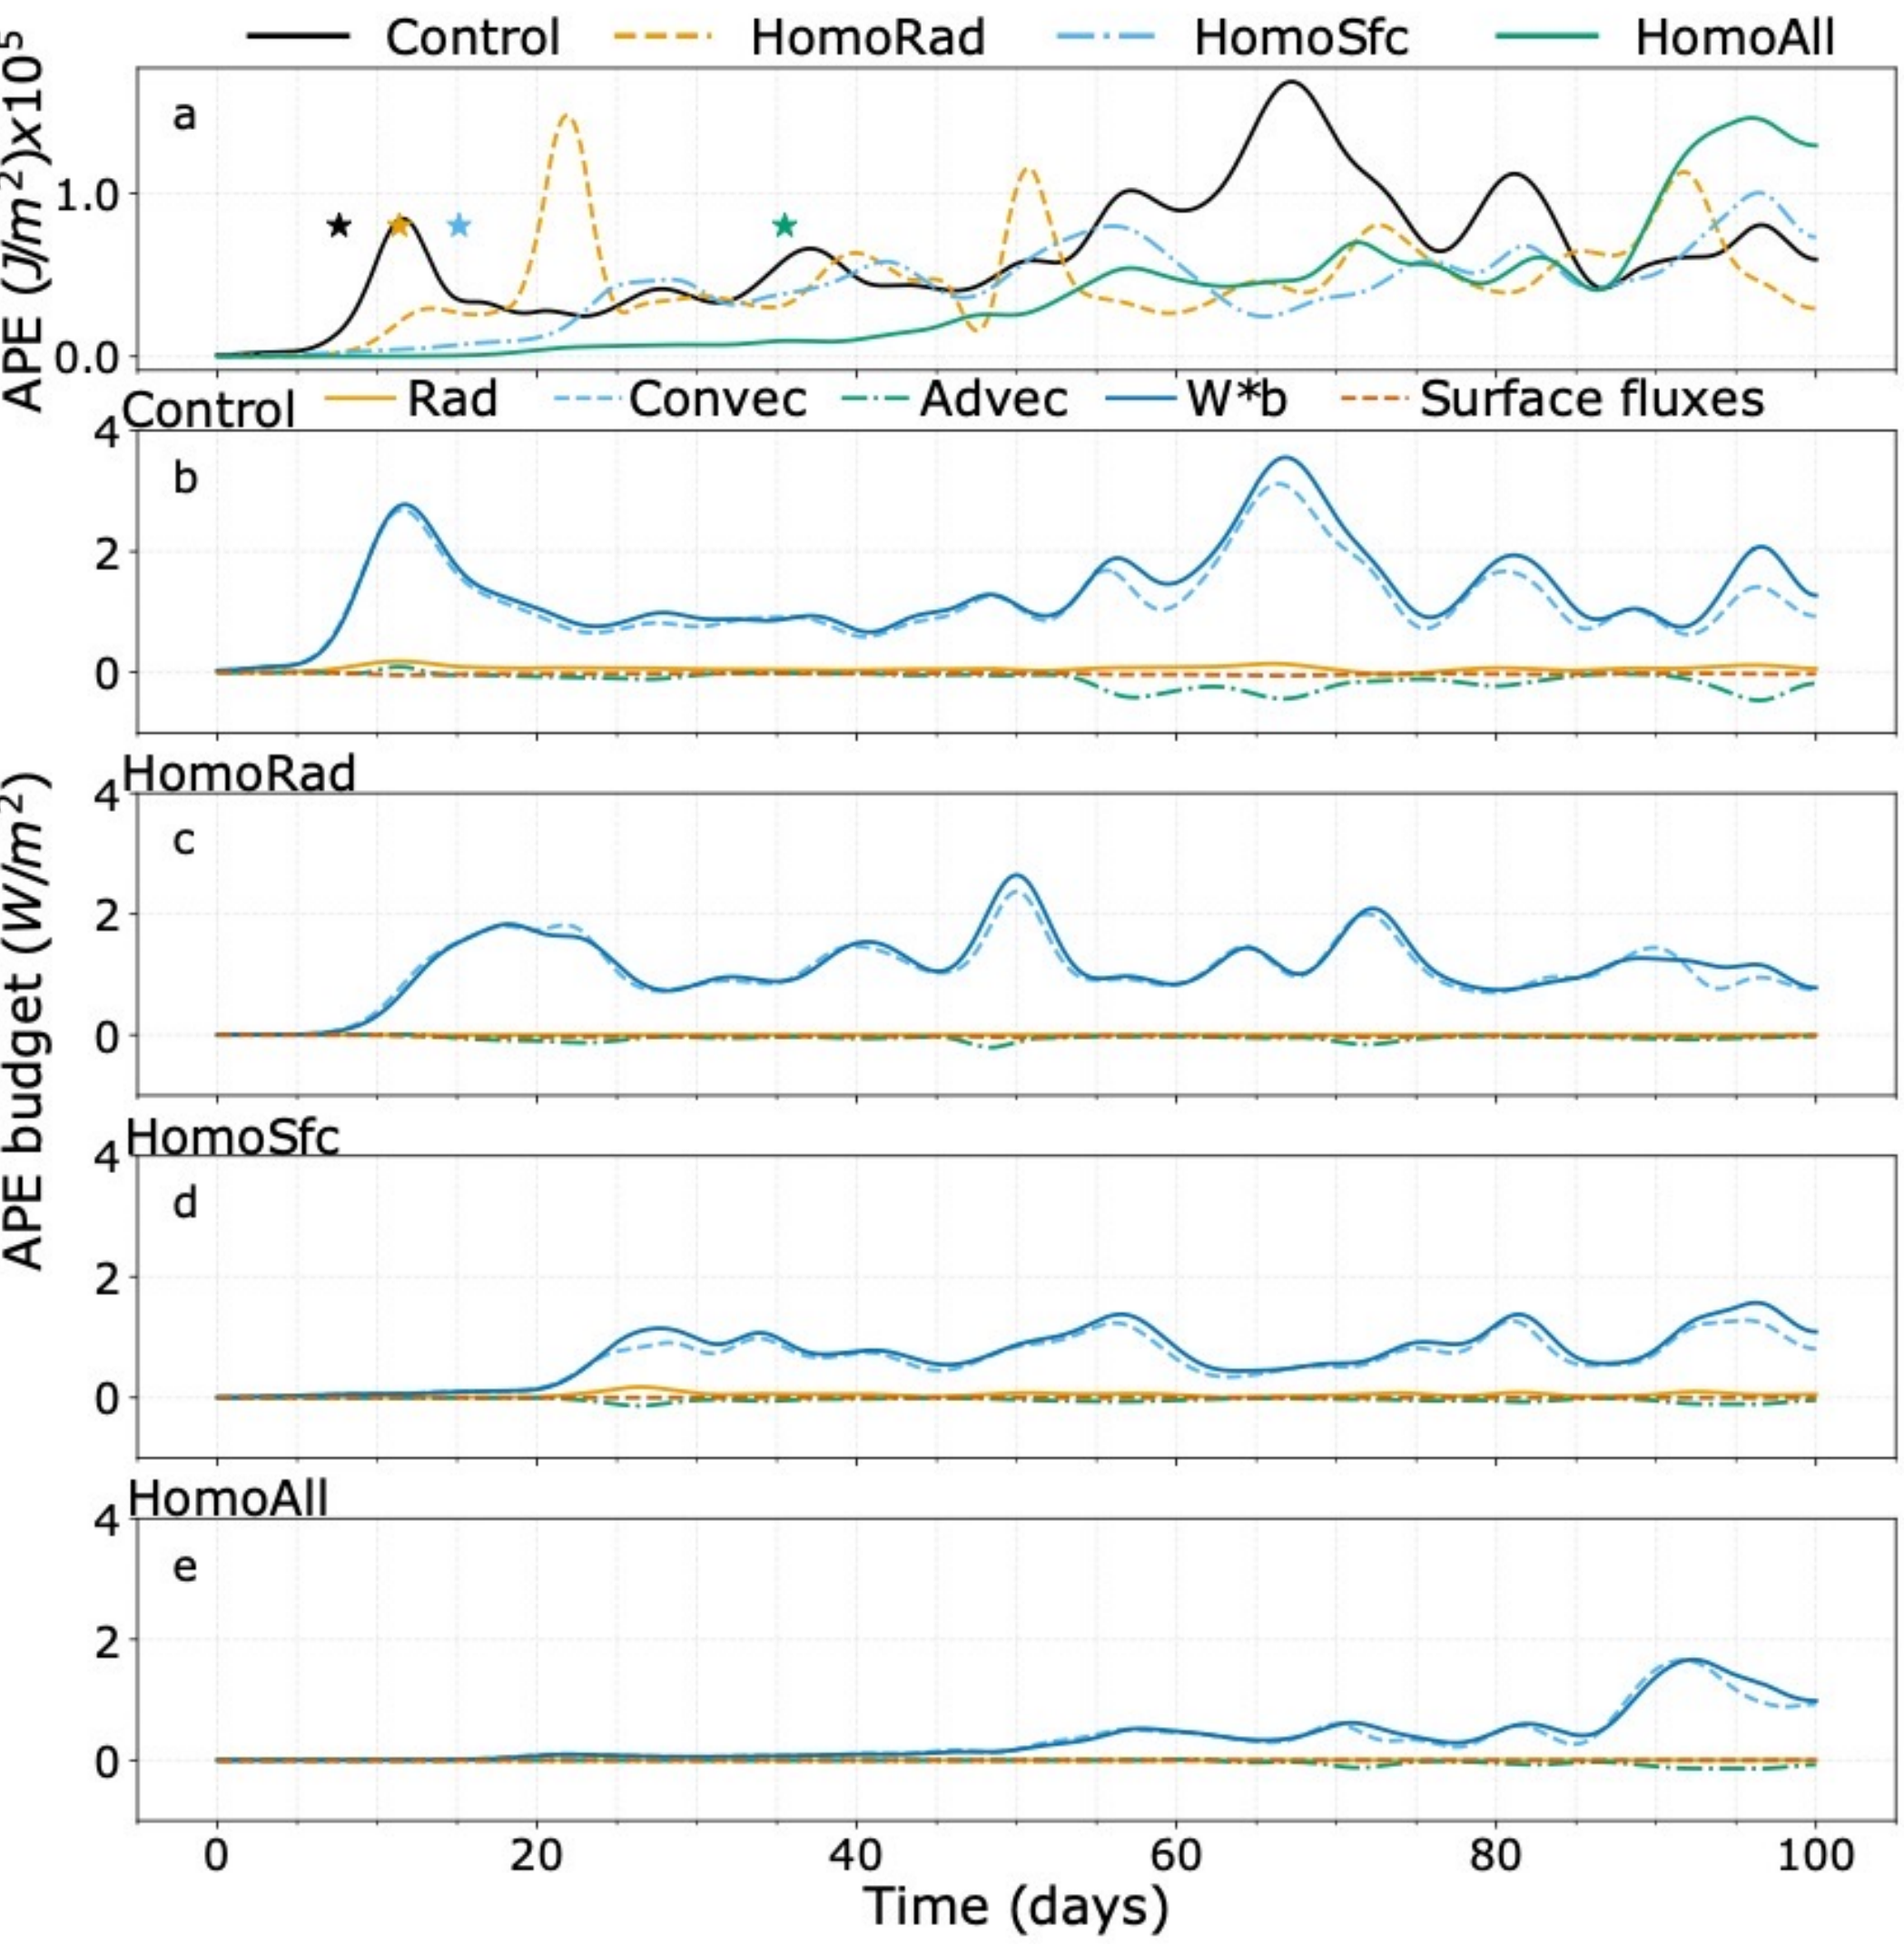 Control HomoRad HomoSfc HomoAll
APE (J/m²)x10⁵
a
1.0
0.0
Control Rad Convec Advec W*b Surface fluxes
4
b
2
0
APE budget (W/m²)
HomoRad
4
c
2
0
HomoSfc
4
d
2
0
HomoAll
4
e
2
0
0 20 40 60 80 100
Time (days)